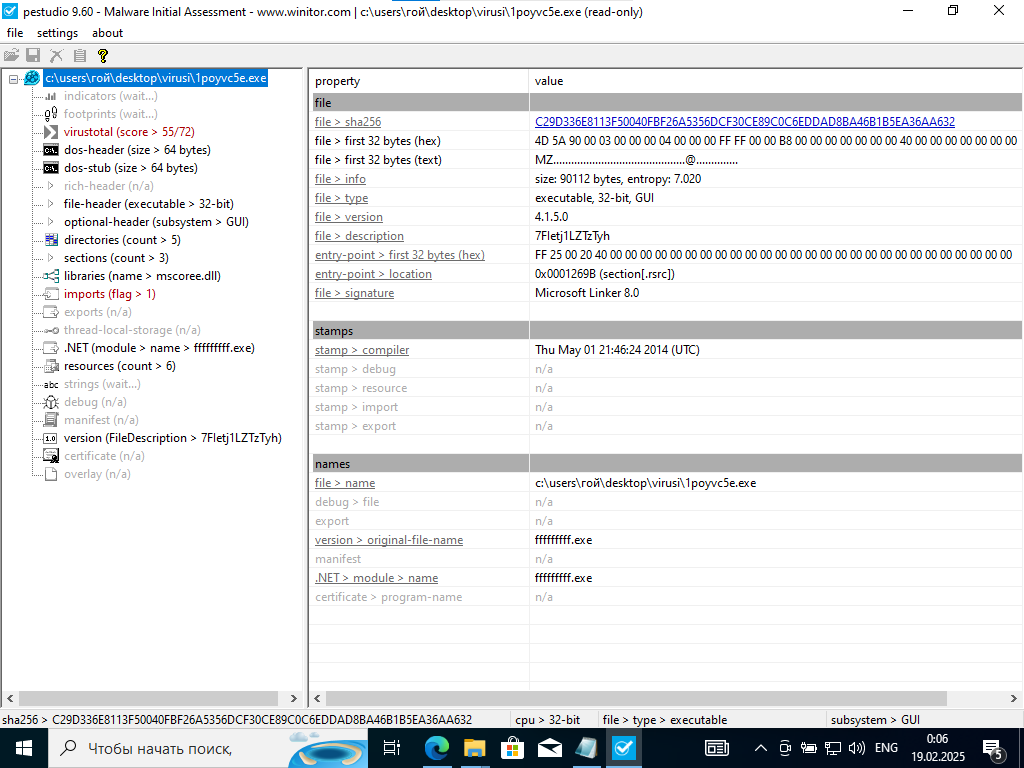 pestudio 9.60 - Malware Initial Assessment - www.winitor.com | c:\users\гой\desktop\virusi\1poyvc5e.exe (read-only)
file settings about
c:\users\гой\desktop\virusi\1poyvc5e.exe
indicators (wait...)
footprints (wait...)
virustotal (score > 55/72)
dos-header (size > 64 bytes)
dos-stub (size > 64 bytes)
rich-header (n/a)
file-header (executable > 32-bit)
optional-header (subsystem > GUI)
directories (count > 5)
sections (count > 3)
libraries (name > mscoree.dll)
imports (flag > 1)
exports (n/a)
thread-local-storage (n/a)
.NET (module > name > fffffffff.exe)
resources (count > 6)
abc strings (wait...)
debug (n/a)
manifest (n/a)
1.0 version (FileDescription > 7Fletj1LZTzTyh)
certificate (n/a)
overlay (n/a)
property value
file
file > sha256 C29D336E8113F50040FBF26A5356DCF30CE89C0C6EDDAD8BA46B1B5EA36AA632
file > first 32 bytes (hex) 4D 5A 90 00 03 00 00 00 04 00 00 00 FF FF 00 00 B8 00 00 00 00 00 00 00 40 00 00 00 00 00 00 00
file > first 32 bytes (text) MZ............................................@..............
file > info size: 90112 bytes, entropy: 7.020
file > type executable, 32-bit, GUI
file > version 4.1.5.0
file > description 7Fletj1LZTzTyh
entry-point > first 32 bytes (hex) FF 25 00 20 40 00 00 00 00 00 00 00 00 00 00 00 00 00 00 00 00 00 00 00 00 00 00 00 00 00 00 00
entry-point > location 0x0001269B (section[.rsrc])
file > signature Microsoft Linker 8.0
stamps
stamp > compiler Thu May 01 21:46:24 2014 (UTC)
stamp > debug n/a
stamp > resource n/a
stamp > import n/a
stamp > export n/a
names
file > name c:\users\гой\desktop\virusi\1poyvc5e.exe
debug > file n/a
export n/a
version > original-file-name fffffffff.exe
manifest n/a
.NET > module > name fffffffff.exe
certificate > program-name n/a
sha256 > C29D336E8113F50040FBF26A5356DCF30CE89C0C6EDDAD8BA46B1B5EA36AA632 cpu > 32-bit file > type > executable subsystem > GUI
Чтобы начать поиск,
ENG
0:06
19.02.2025
5